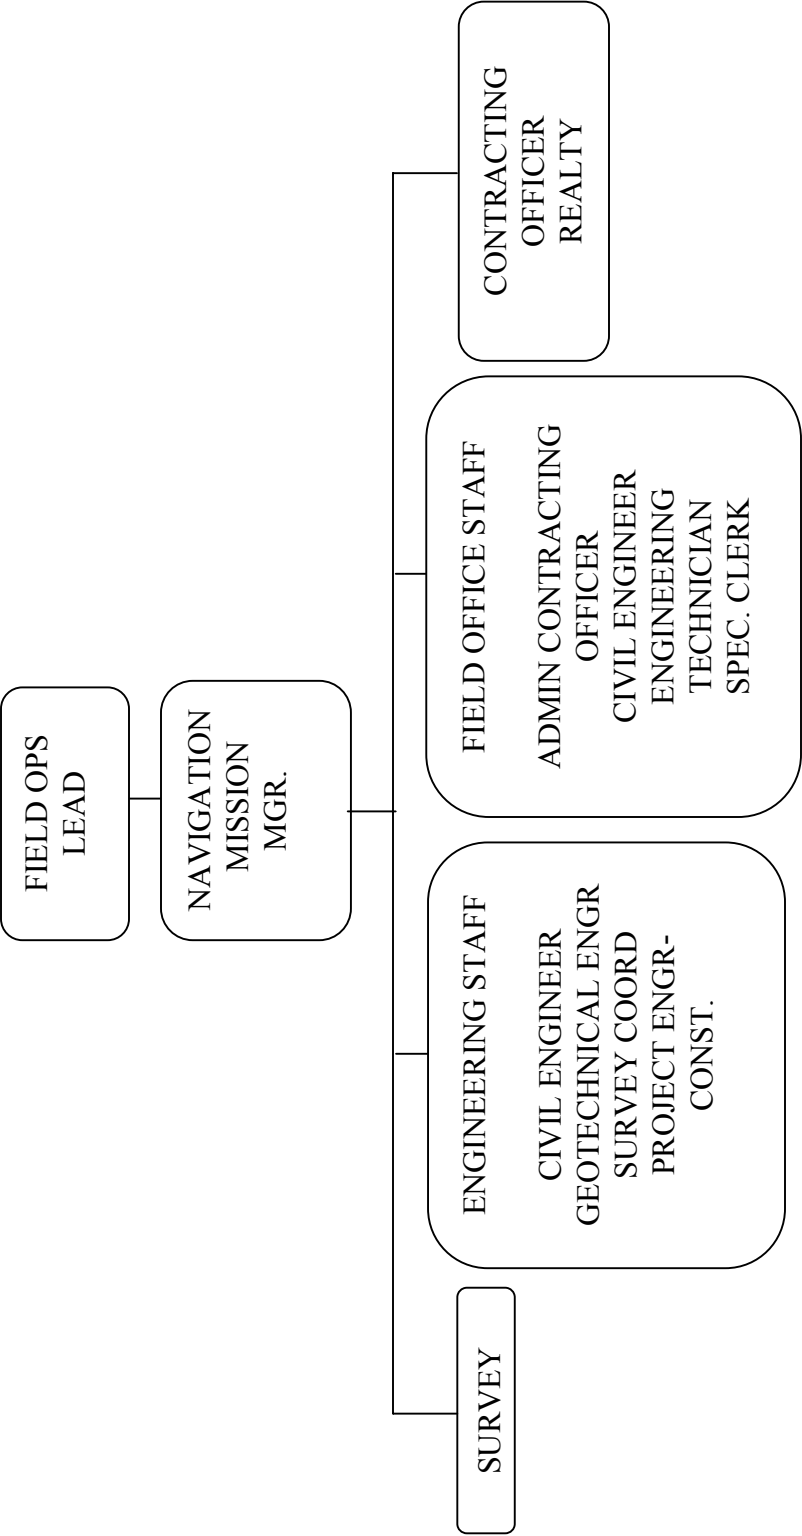 FIELD OPS
LEAD
NAVIGATION
MISSION
MGR.
SURVEY
ENGINEERING STAFF
CIVIL ENGINEER
GEOTECHNICAL ENGR
SURVEY COORD
PROJECT ENGR-
CONST.
FIELD OFFICE STAFF
ADMIN CONTRACTING
OFFICER
CIVIL ENGINEER
ENGINEERING
TECHNICIAN
SPEC. CLERK
CONTRACTING
OFFICER
REALTY